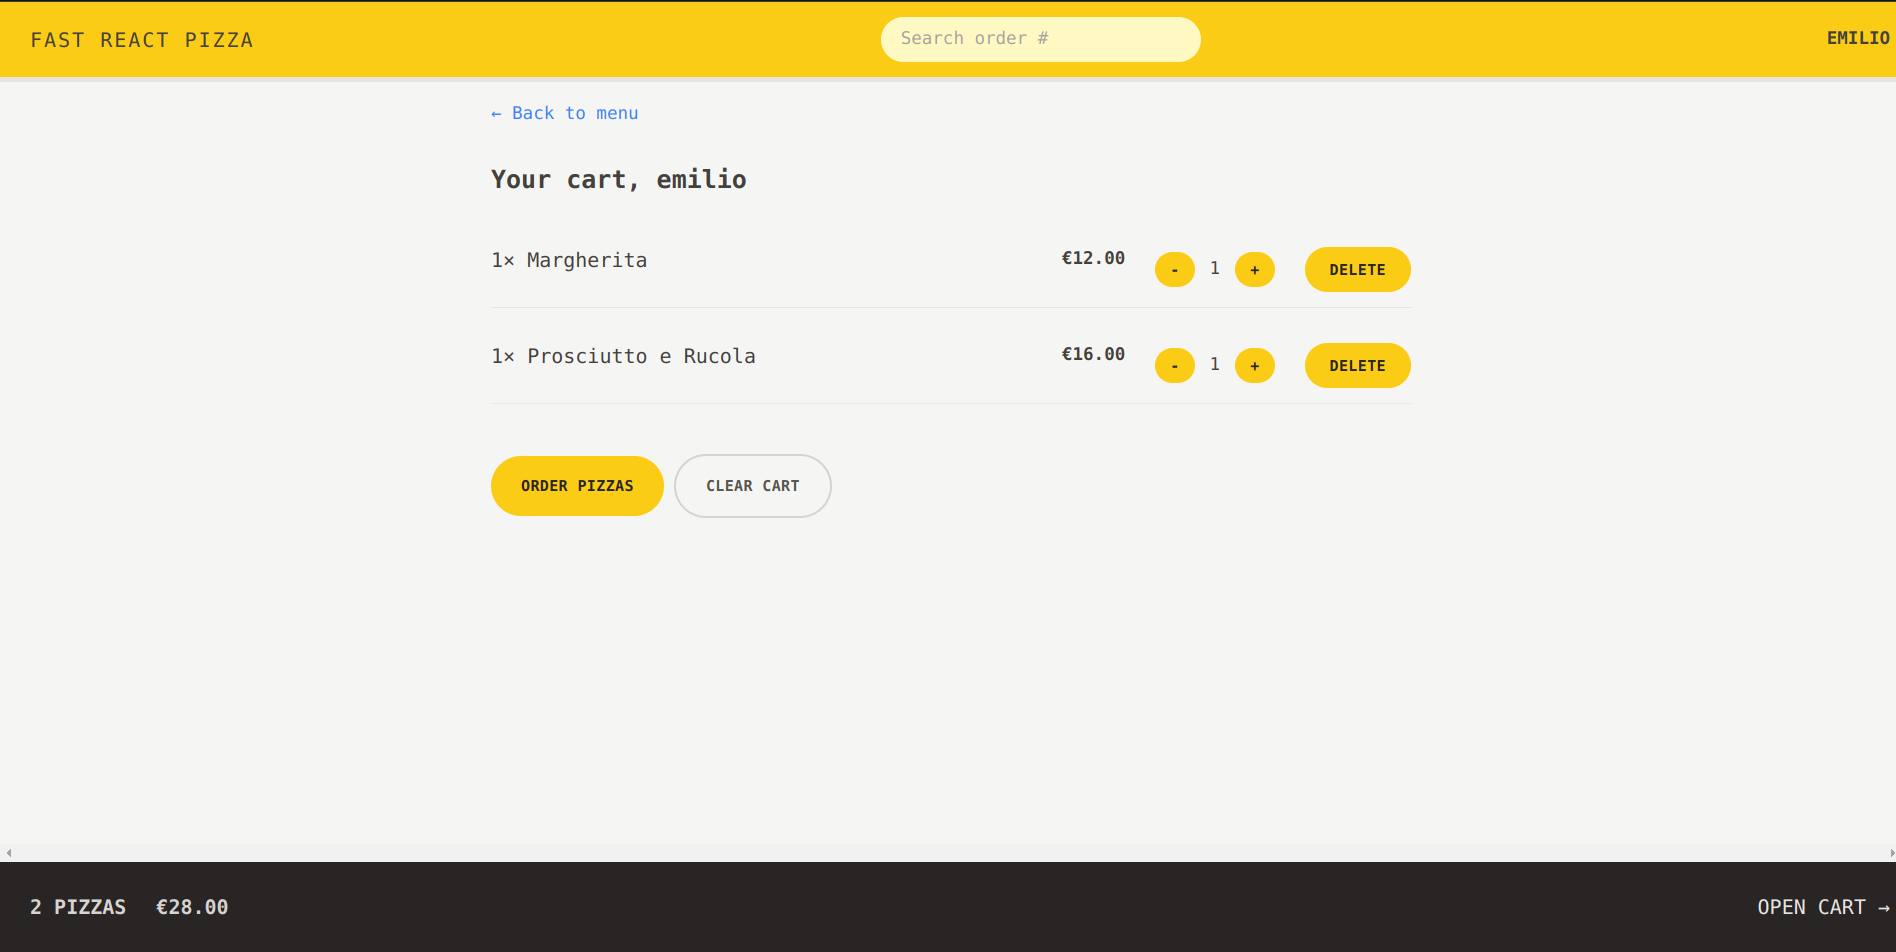 FAST REACT PIZZA
Search order #
EMILIO
← Back to menu
Your cart, emilio
1× Margherita €12.00 - 1 + DELETE
1× Prosciutto e Rucola €16.00 - 1 + DELETE
ORDER PIZZAS CLEAR CART
2 PIZZAS €28.00 OPEN CART →